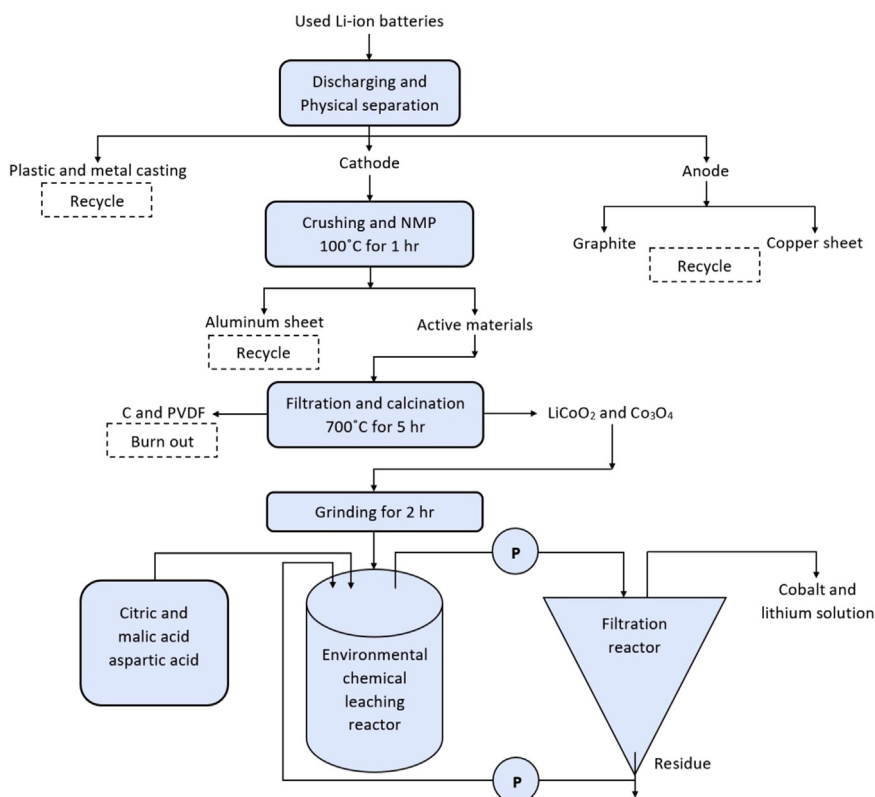 Used Li-ion batteries
Discharging and
Physical separation
Plastic and metal casting
Recycle
Cathode
Anode
Crushing and NMP
100˚C for 1 hr
Graphite
Copper sheet
Recycle
Aluminum sheet
Recycle
Active materials
Filtration and calcination
700˚C for 5 hr
C and PVDF
Burn out
LiCoO₂ and Co₃O₄
Grinding for 2 hr
P
Citric and
malic acid
aspartic acid
Environmental
chemical
leaching
reactor
Filtration
reactor
Cobalt and
lithium solution
Residue
P